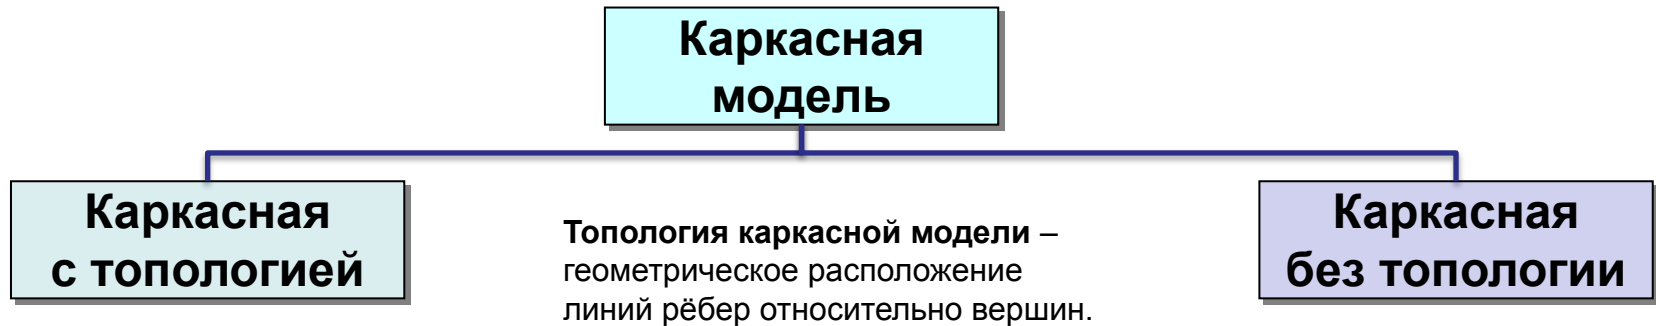 Каркасная
модель
Каркасная
с топологией
Топология каркасной модели –
геометрическое расположение
линий рёбер относительно вершин.
Каркасная
без топологии